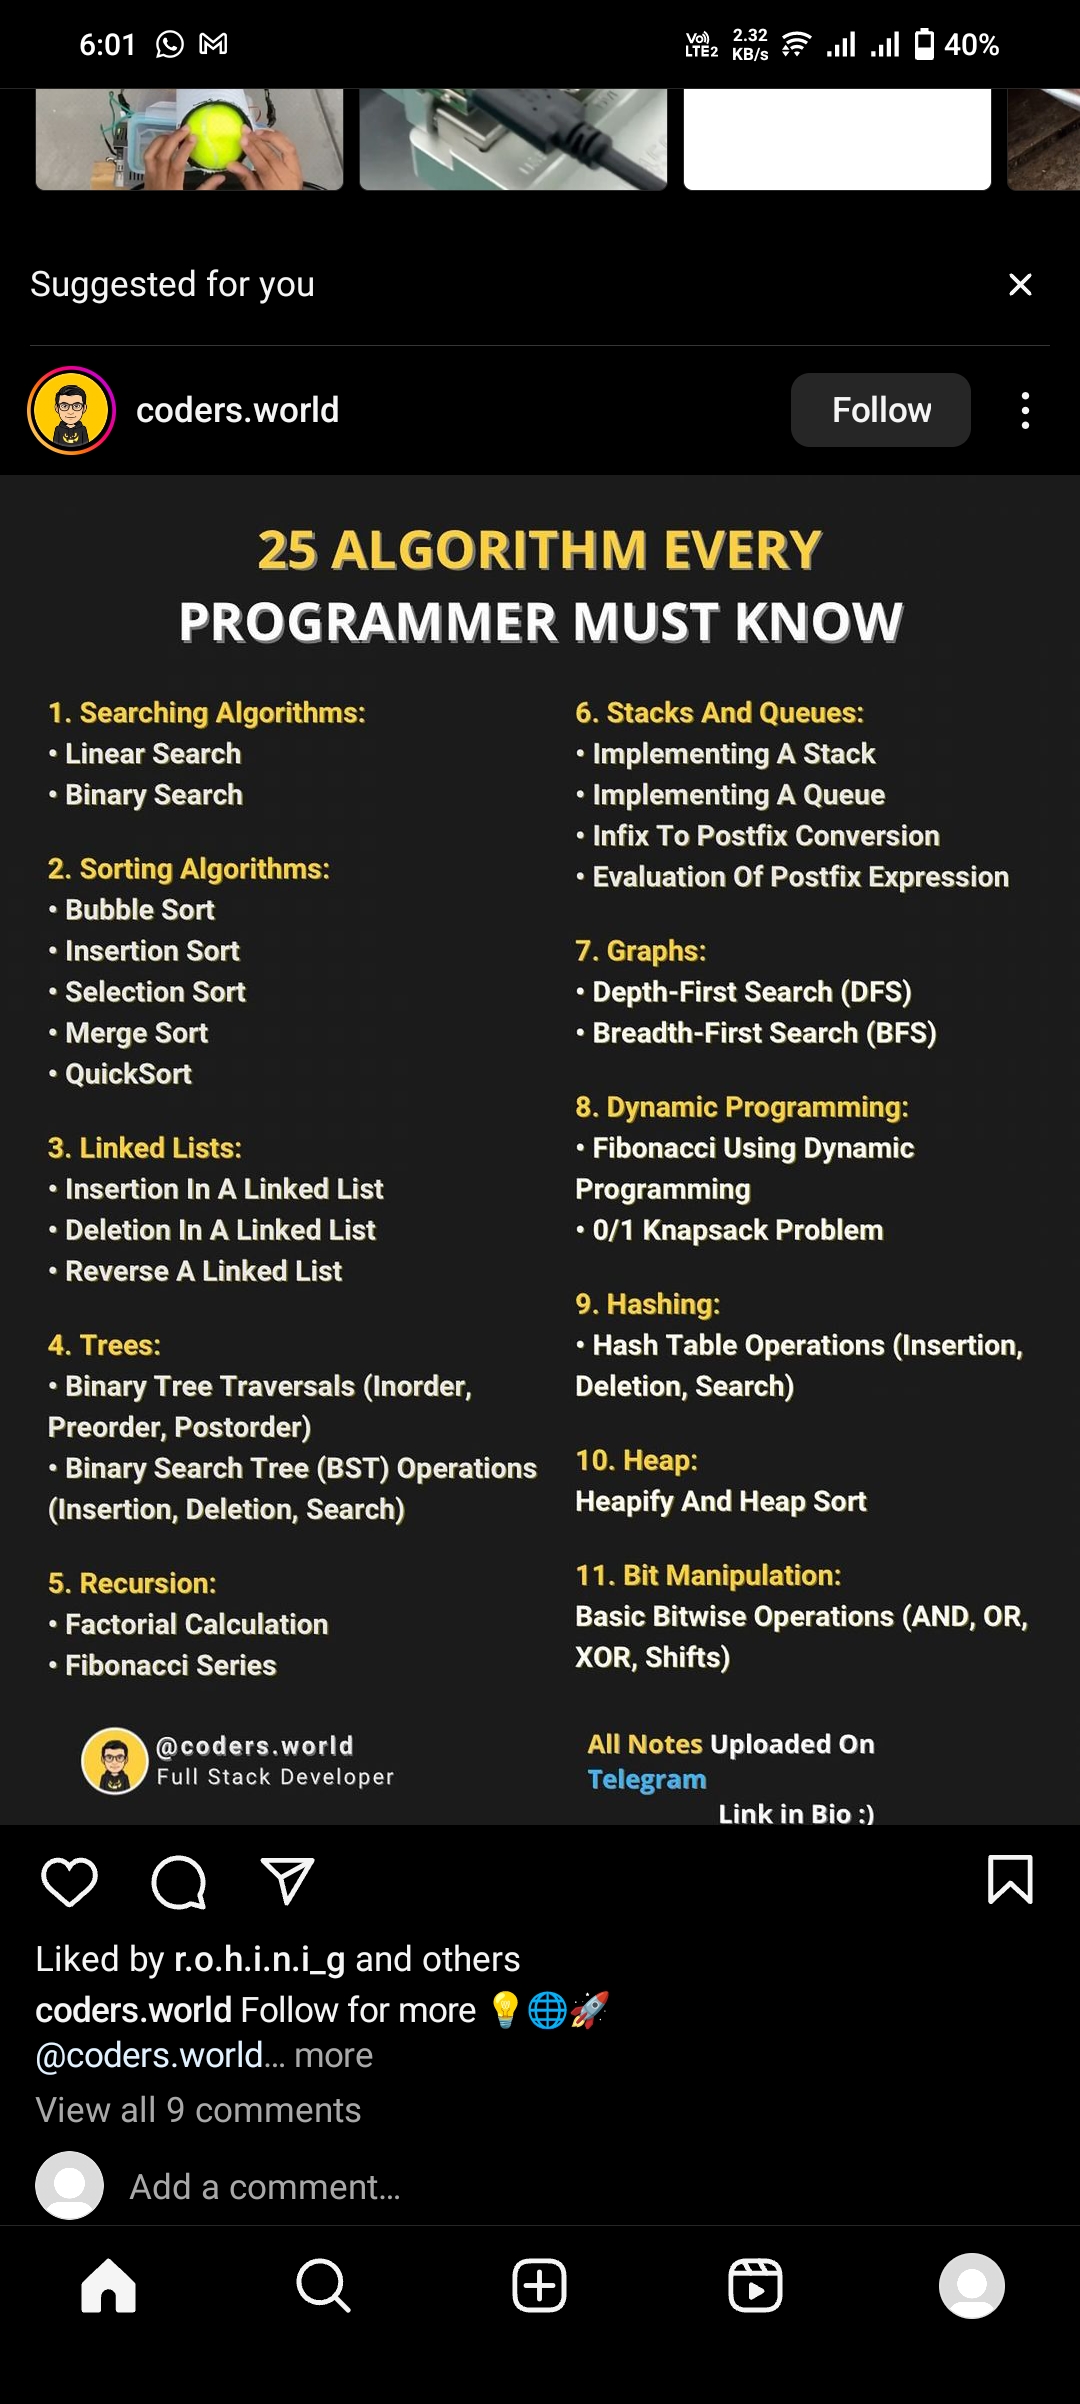 6:01
Vo)) LTE2
2.32 KB/s
40%
Suggested for you
coders.world
Follow
25 ALGORITHM EVERY
PROGRAMMER MUST KNOW
1. Searching Algorithms:
• Linear Search
• Binary Search
2. Sorting Algorithms:
• Bubble Sort
• Insertion Sort
• Selection Sort
• Merge Sort
• QuickSort
3. Linked Lists:
• Insertion In A Linked List
• Deletion In A Linked List
• Reverse A Linked List
4. Trees:
• Binary Tree Traversals (Inorder,
Preorder, Postorder)
• Binary Search Tree (BST) Operations
(Insertion, Deletion, Search)
5. Recursion:
• Factorial Calculation
• Fibonacci Series
6. Stacks And Queues:
• Implementing A Stack
• Implementing A Queue
• Infix To Postfix Conversion
• Evaluation Of Postfix Expression
7. Graphs:
• Depth-First Search (DFS)
• Breadth-First Search (BFS)
8. Dynamic Programming:
• Fibonacci Using Dynamic
Programming
• 0/1 Knapsack Problem
9. Hashing:
• Hash Table Operations (Insertion,
Deletion, Search)
10. Heap:
Heapify And Heap Sort
11. Bit Manipulation:
Basic Bitwise Operations (AND, OR,
XOR, Shifts)
@coders.world
Full Stack Developer
All Notes Uploaded On
Telegram
Link in Bio :)
Liked by r.o.h.i.n.i_g and others
coders.world Follow for more 💡🌐🚀
@coders.world... more
View all 9 comments
Add a comment...